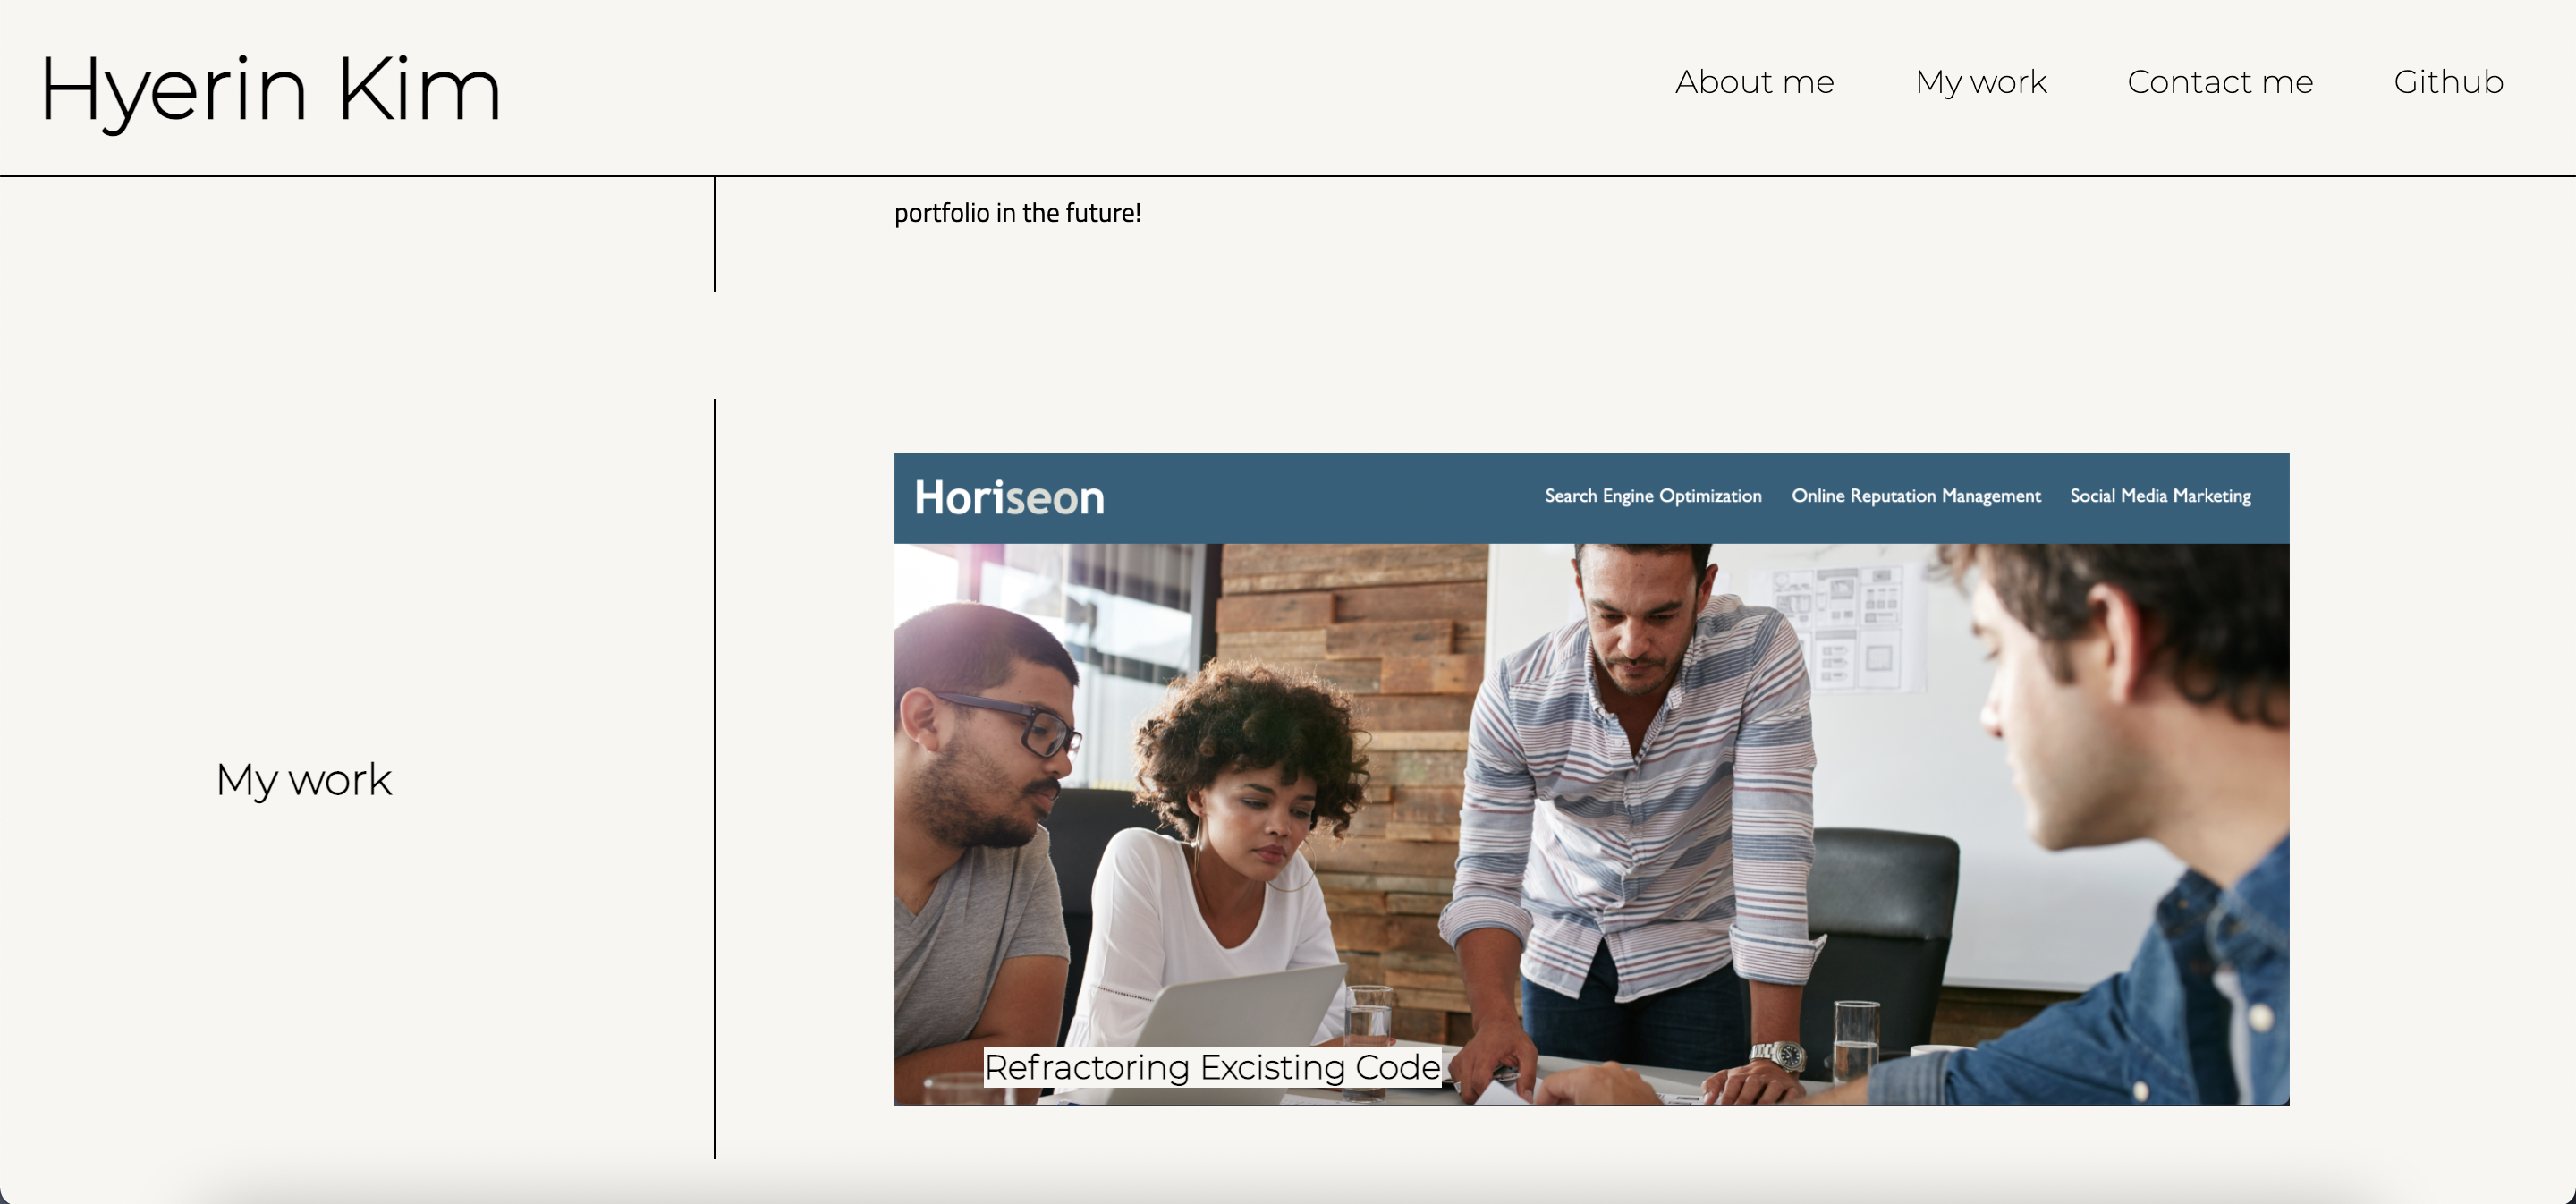 Hyerin Kim
About me My work Contact me Github
portfolio in the future!
My work
Horiseon
Search Engine Optimization Online Reputation Management Social Media Marketing
Refractoring Excisting Code